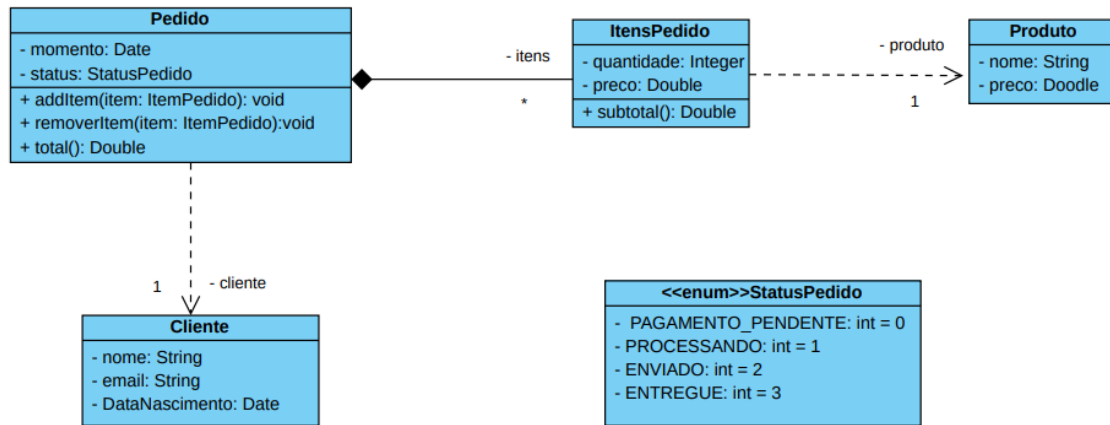 Pedido
- momento: Date
- status: StatusPedido
+ addItem(item: ItemPedido): void
+ removerItem(item: ItemPedido):void
+ total(): Double
- itens
*
ItensPedido
- quantidade: Integer
- preco: Double
+ subtotal(): Double
- produto
1
Produto
- nome: String
- preco: Doodle
1
- cliente
Cliente
- nome: String
- email: String
- DataNascimento: Date
<<enum>>StatusPedido
- PAGAMENTO_PENDENTE: int = 0
- PROCESSANDO: int = 1
- ENVIADO: int = 2
- ENTREGUE: int = 3